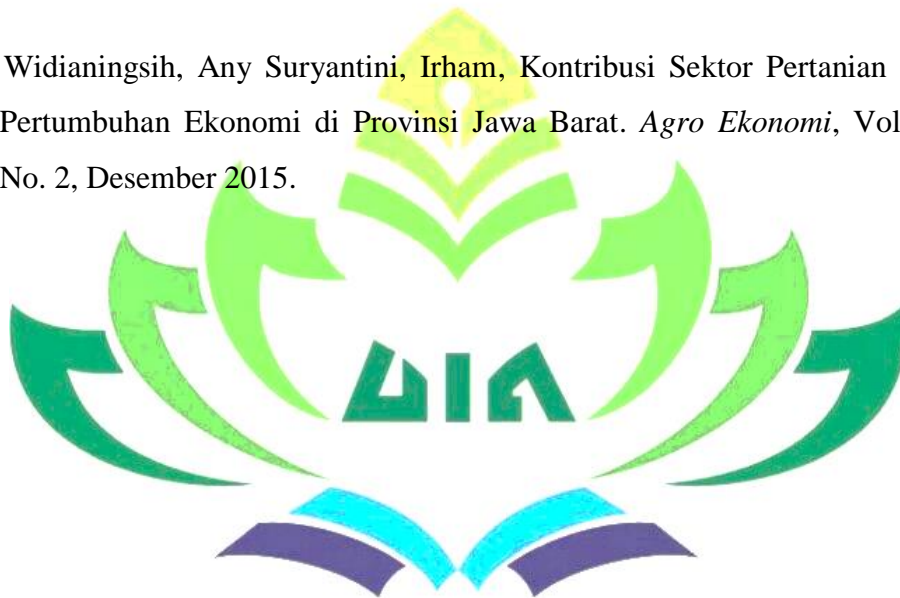 Widianingsih, Any Suryantini, Irham, Kontribusi Sektor Pertanian
Pertumbuhan Ekonomi di Provinsi Jawa Barat. Agro Ekonomi, Vol
No. 2, Desember 2015.
UIN